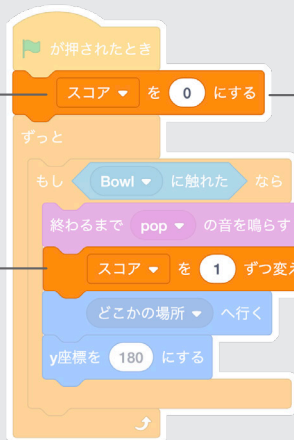 が押されたとき
スコア を 0 にする
ずっと
もし Bowl に触れた なら
終わるまで pop の音を鳴らす
スコア を 1 ずつ変え
どこかの場所 へ行く
y座標を 180 にする